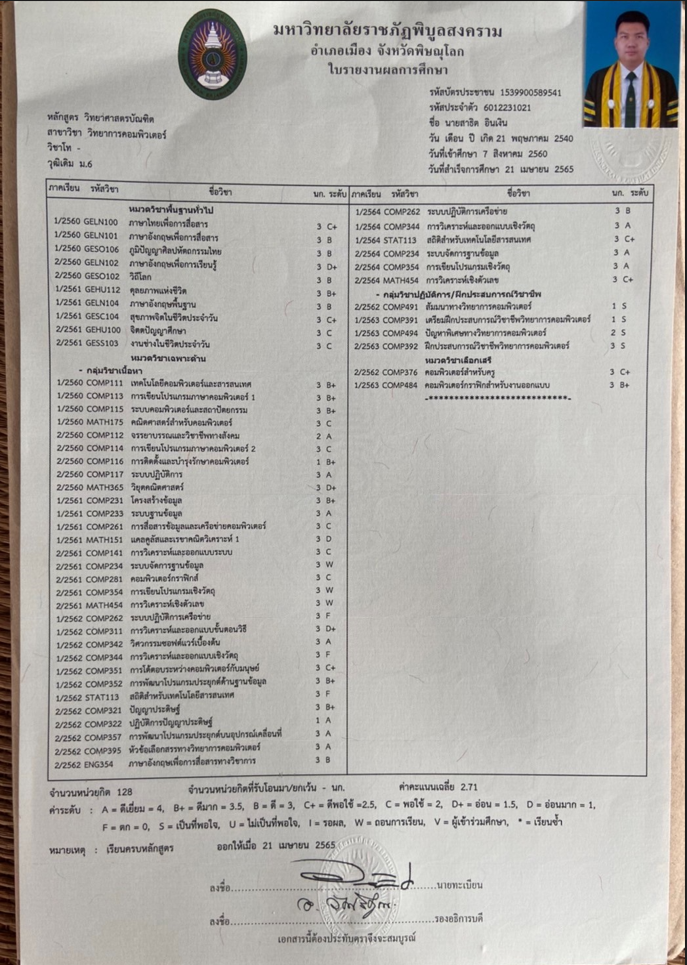 มหาวิทยาลัยราชภัฏพิบูลสงคราม
อำเภอเมือง จังหวัดพิษณุโลก
ใบรายงานผลการศึกษา
รหัสบัตรประชาชน 1539900589541
รหัสประจำตัว 6012231021
ชื่อ นายสาธิต อินเงิน
วัน เดือน ปี เกิด 21 พฤษภาคม 2540
วันที่เข้าศึกษา 7 สิงหาคม 2560
วันที่สำเร็จการศึกษา 21 เมษายน 2565
หลักสูตร วิทยาศาสตรบัณฑิต
สาขาวิชา วิทยาการคอมพิวเตอร์
วิชาโท -
วุฒิเดิม ม.6
ภาคเรียน รหัสวิชา ชื่อวิชา นก. ระดับ
หมวดวิชาพื้นฐานทั่วไป
1/2560 GELN100 ภาษาไทยเพื่อการสื่อสาร 3 C+
1/2560 GELN101 ภาษาอังกฤษเพื่อการสื่อสาร 3 B
1/2560 GESO106 ภูมิปัญญาศิลปหัตถกรรมไทย 3 B
2/2560 GELN102 ภาษาอังกฤษเพื่อการเรียนรู้ 3 D+
2/2560 GESO102 วิถีโลก 3 B
1/2561 GEHU112 ดุลยภาพแห่งชีวิต 3 B+
1/2561 GELN104 ภาษาอังกฤษพื้นฐาน 3 B
1/2561 GESC104 สุขภาพจิตในชีวิตประจำวัน 3 C+
2/2561 GEHU100 จิตตปัญญาศึกษา 3 C
2/2561 GESS103 งานช่างในชีวิตประจำวัน 3 C
หมวดวิชาเฉพาะด้าน
- กลุ่มวิชาเนื้อหา
1/2560 COMP111 เทคโนโลยีคอมพิวเตอร์และสารสนเทศ 3 B+
1/2560 COMP113 การเขียนโปรแกรมภาษาคอมพิวเตอร์ 1 3 B+
1/2560 COMP115 ระบบคอมพิวเตอร์และสถาปัตยกรรม 3 B+
1/2560 MATH175 คณิตศาสตร์สำหรับคอมพิวเตอร์ 3 C
2/2560 COMP112 จรรยาบรรณและวิชาชีพทางสังคม 2 A
2/2560 COMP114 การเขียนโปรแกรมภาษาคอมพิวเตอร์ 2 3 C
2/2560 COMP116 การติดตั้งและบำรุงรักษาคอมพิวเตอร์ 1 B+
2/2560 COMP117 ระบบปฏิบัติการ 3 A
2/2560 MATH365 วิยุตคณิตศาสตร์ 3 D+
1/2561 COMP231 โครงสร้างข้อมูล 3 B+
1/2561 COMP233 ระบบฐานข้อมูล 3 A
1/2561 COMP261 การสื่อสารข้อมูลและเครือข่ายคอมพิวเตอร์ 3 C
1/2561 MATH151 แคลคูลัสและเรขาคณิตวิเคราะห์ 1 3 D
2/2561 COMP141 การวิเคราะห์และออกแบบระบบ 3 C
2/2561 COMP234 ระบบจัดการฐานข้อมูล 3 W
2/2561 COMP281 คอมพิวเตอร์กราฟิกส์ 3 C
2/2561 COMP354 การเขียนโปรแกรมเชิงวัตถุ 3 W
2/2561 MATH454 การวิเคราะห์เชิงตัวเลข 3 W
1/2562 COMP262 ระบบปฏิบัติการเครือข่าย 3 F
1/2562 COMP311 การวิเคราะห์และออกแบบขั้นตอนวิธี 3 D+
1/2562 COMP342 วิศวกรรมซอฟต์แวร์เบื้องต้น 3 A
1/2562 COMP344 การวิเคราะห์และออกแบบเชิงวัตถุ 3 F
1/2562 COMP351 การโต้ตอบระหว่างคอมพิวเตอร์กับมนุษย์ 3 C+
1/2562 COMP352 การพัฒนาโปรแกรมประยุกต์ด้านฐานข้อมูล 3 B+
1/2562 STAT113 สถิติสำหรับเทคโนโลยีสารสนเทศ 3 F
2/2562 COMP321 ปัญญาประดิษฐ์ 3 B+
2/2562 COMP322 ปฏิบัติการปัญญาประดิษฐ์ 1 A
2/2562 COMP357 การพัฒนาโปรแกรมประยุกต์บนอุปกรณ์เคลื่อนที่ 3 A
2/2562 COMP395 หัวข้อเลือกสรรทางวิทยาการคอมพิวเตอร์ 3 A
2/2562 ENG354 ภาษาอังกฤษเพื่อการสื่อสารทางวิชาการ 3 B
ภาคเรียน รหัสวิชา ชื่อวิชา นก. ระดับ
1/2564 COMP262 ระบบปฏิบัติการเครือข่าย 3 B
1/2564 COMP344 การวิเคราะห์และออกแบบเชิงวัตถุ 3 A
1/2564 STAT113 สถิติสำหรับเทคโนโลยีสารสนเทศ 3 C+
2/2564 COMP234 ระบบจัดการฐานข้อมูล 3 A
2/2564 COMP354 การเขียนโปรแกรมเชิงวัตถุ 3 A
2/2564 MATH454 การวิเคราะห์เชิงตัวเลข 3 C+
- กลุ่มวิชาปฏิบัติการ/ฝึกประสบการณ์วิชาชีพ
2/2562 COMP491 สัมมนาทางวิทยาการคอมพิวเตอร์ 1 S
1/2563 COMP391 เตรียมฝึกประสบการณ์วิชาชีพวิทยาการคอมพิวเตอร์ 1 S
1/2563 COMP494 ปัญหาพิเศษทางวิทยาการคอมพิวเตอร์ 2 S
2/2563 COMP392 ฝึกประสบการณ์วิชาชีพวิทยาการคอมพิวเตอร์ 3 S
หมวดวิชาเลือกเสรี
2/2562 COMP376 คอมพิวเตอร์สำหรับครู 3 C+
1/2563 COMP484 คอมพิวเตอร์กราฟิกสำหรับงานออกแบบ 3 B+
-****************************-
จำนวนหน่วยกิต 128 จำนวนหน่วยกิตที่รับโอนมา/ยกเว้น - นก. ค่าคะแนนเฉลี่ย 2.71
ค่าระดับ : A = ดีเยี่ยม = 4, B+ = ดีมาก = 3.5, B = ดี = 3, C+ = ดีพอใช้ =2.5, C = พอใช้ = 2, D+ = อ่อน = 1.5, D = อ่อนมาก = 1,
F = ตก = 0, S = เป็นที่พอใจ, U = ไม่เป็นที่พอใจ, I = รอผล, W = ถอนการเรียน, V = ผู้เข้าร่วมศึกษา, * = เรียนซ้ำ
หมายเหตุ : เรียนครบหลักสูตร ออกให้เมื่อ 21 เมษายน 2565
ลงชื่อ นายทะเบียน
ลงชื่อ รองอธิการบดี
เอกสารนี้ต้องประทับตราจึงจะสมบูรณ์